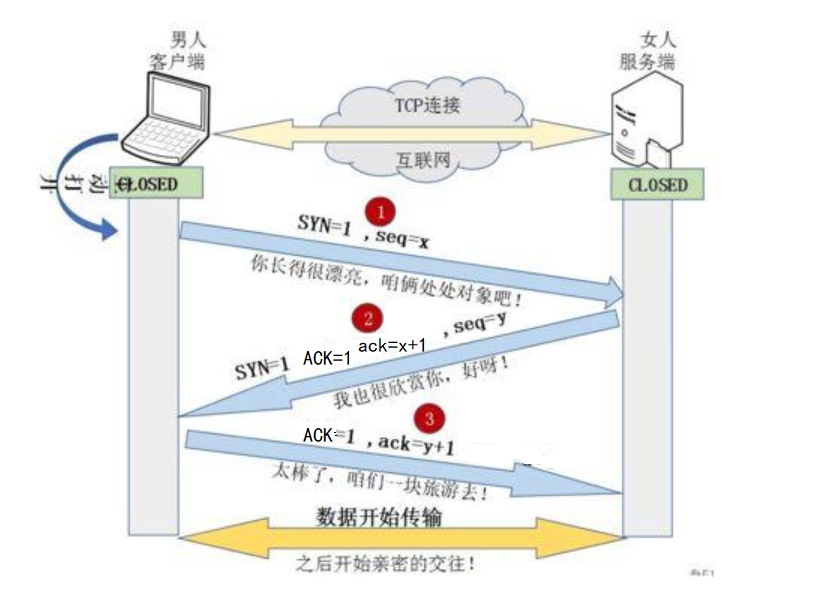 男人
客户端
女人
服务端
TCP连接
互联网
动打开
CLOSED
CLOSED
1
SYN=1 ,seq=x
你长得很漂亮，咱俩处处对象吧！
2
SYN=1 ACK=1 ack=x+1 ,seq=y
我也很欣赏你，好呀！
3
ACK=1 ,ack=y+1
太棒了，咱们一块旅游去！
数据开始传输
之后开始亲密的交往！